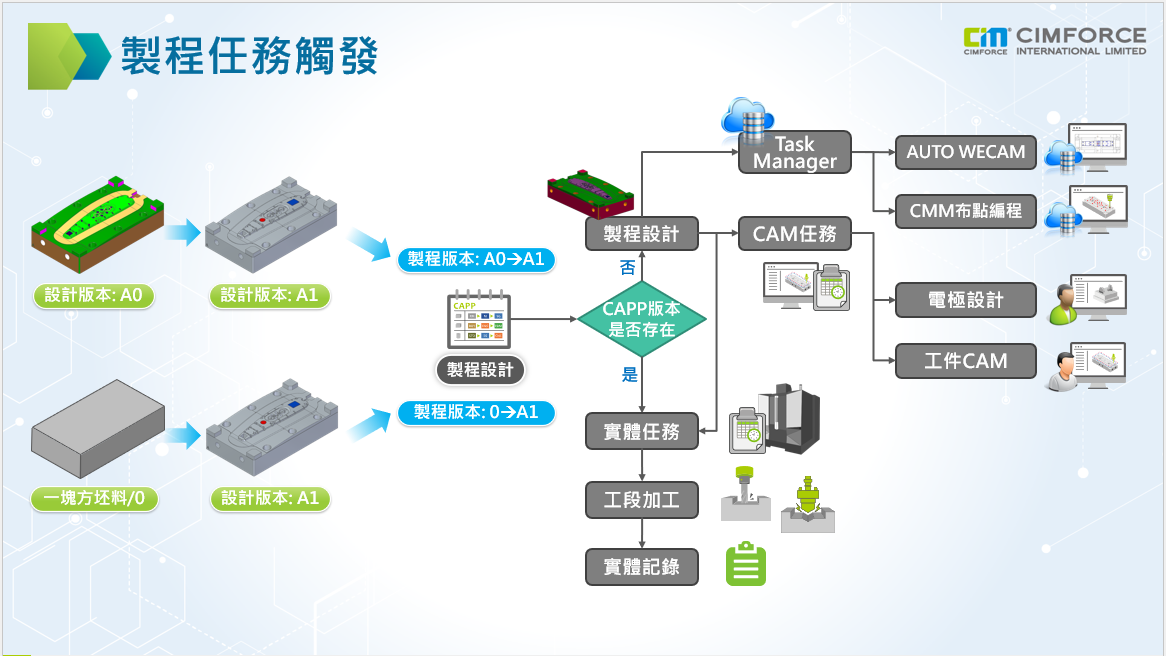 製程任務觸發
CIM
CIMFORCE
CIMFORCE
INTERNATIONAL LIMITED
設計版本: A0
設計版本: A1
製程版本: A0→A1
一塊方坯料/0
設計版本: A1
製程版本: 0→A1
CAPP
製程設計
CAPP版本
是否存在
否
是
製程設計
Task
Manager
AUTO WECAM
CMM布點編程
CAM任務
電極設計
工件CAM
實體任務
工段加工
實體記錄